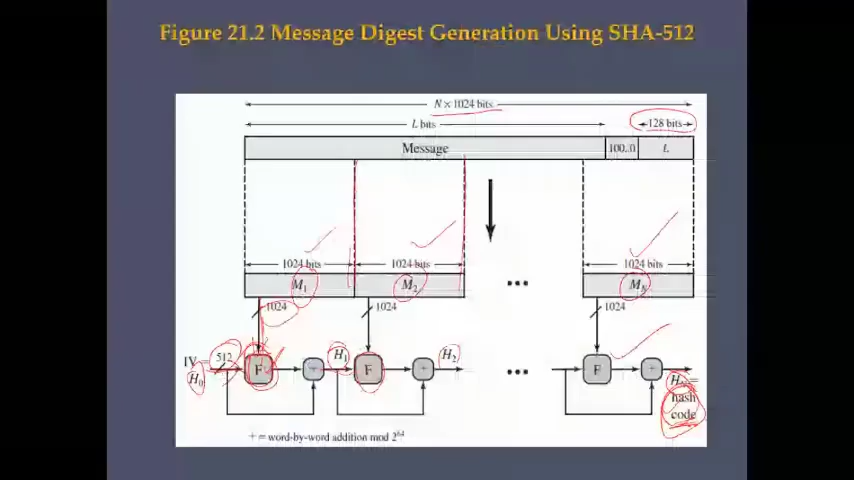 Figure 21.2 Message Digest Generation Using SHA-512
N × 1024 bits
L bits
128 bits
Message
100..0
L
1024 bits
1024 bits
1024 bits
M1
M2
•••
MN
1024
1024
1024
IV =
H0
512
F
+
H1
F
+
H2
•••
F
+
=
hash
code
+ = word-by-word addition mod 2^64